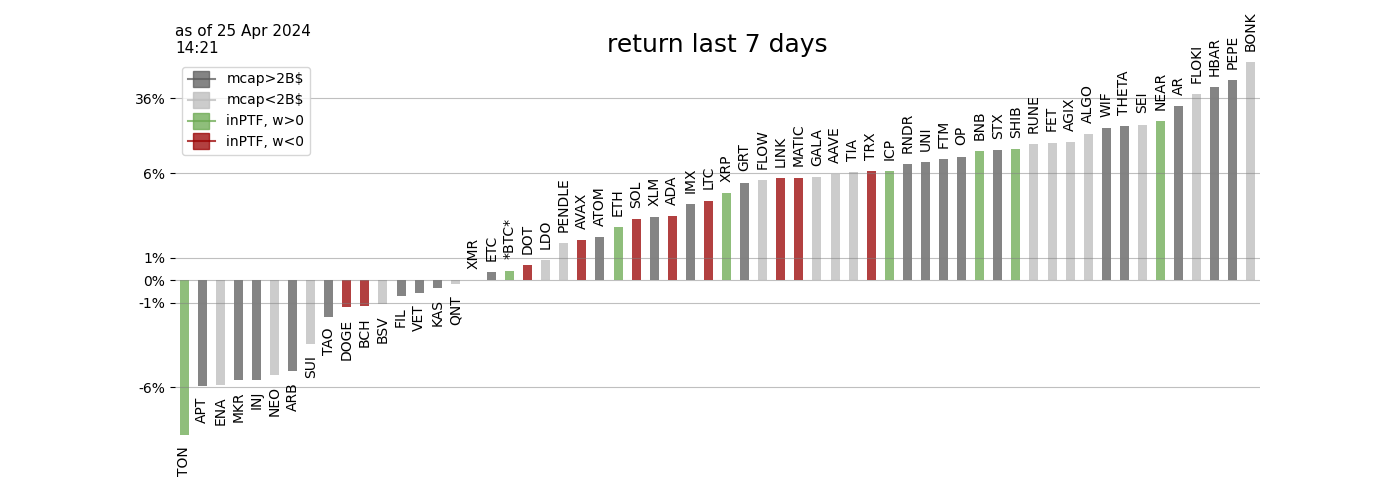 as of 25 Apr 2024
14:21
return last 7 days
mcap>2B$
mcap<2B$
inPTF, w>0
inPTF, w<0
36%
6%
1%
0%
-1%
-6%
TON
APT
ENA
MKR
INJ
NEO
ARB
SUI
TAO
DOGE
BCH
BSV
FIL
VET
KAS
QNT
XMR
ETC
*BTC*
DOT
LDO
PENDLE
AVAX
ATOM
ETH
SOL
XLM
ADA
IMX
LTC
XRP
GRT
FLOW
LINK
MATIC
GALA
AAVE
TIA
TRX
ICP
RNDR
UNI
FTM
OP
BNB
STX
SHIB
RUNE
FET
AGIX
ALGO
WIF
THETA
SEI
NEAR
AR
FLOKI
HBAR
PEPE
BONK